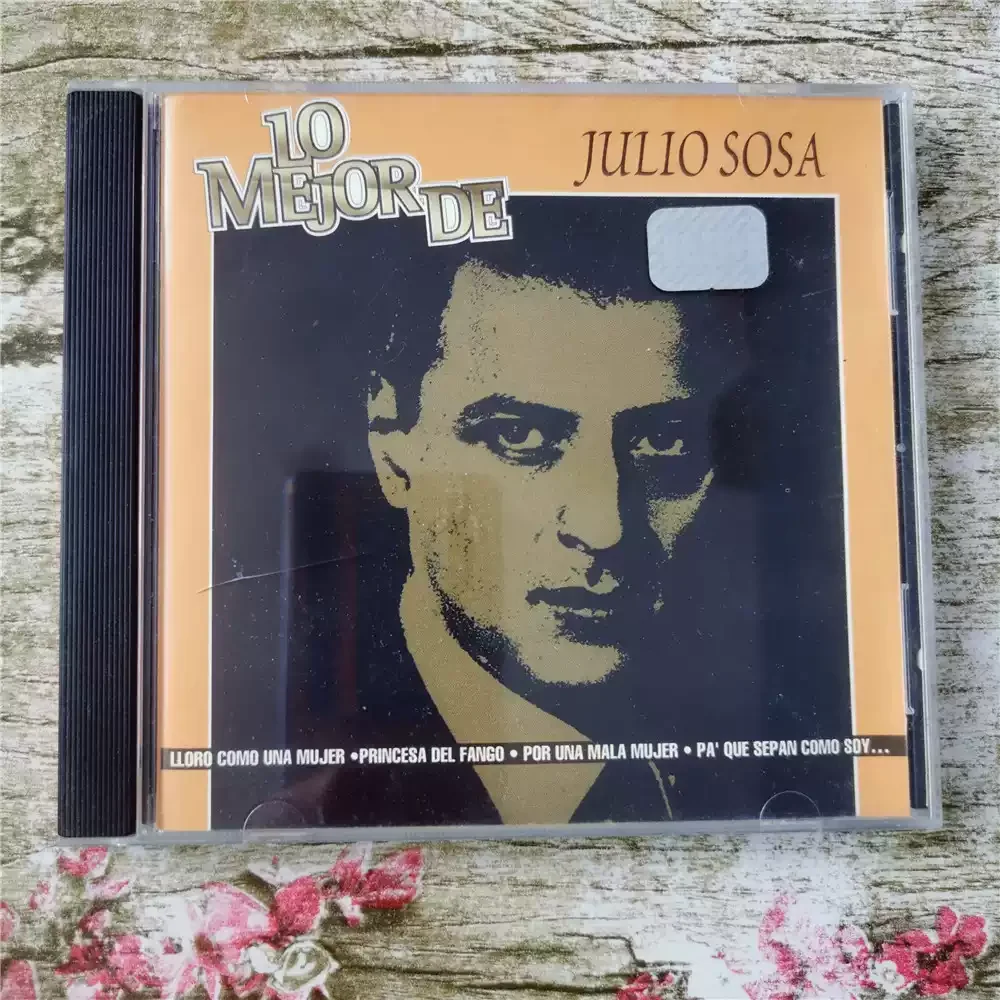 LO
MEJOR DE
JULIO SOSA
LLORO COMO UNA MUJER •PRINCESA DEL FANGO • POR UNA MALA MUJER • PA' QUE SEPAN COMO SOY...